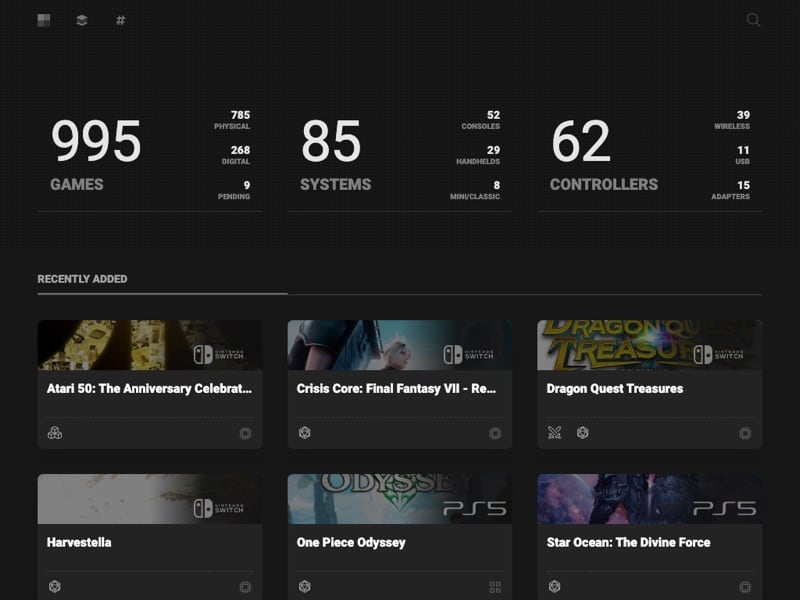 #
995
GAMES
785
PHYSICAL
268
DIGITAL
9
PENDING
85
SYSTEMS
52
CONSOLES
29
HANDHELDS
8
MINI/CLASSIC
62
CONTROLLERS
39
WIRELESS
11
USB
15
ADAPTERS
RECENTLY ADDED
NINTENDO
SWITCH
Atari 50: The Anniversary Celebrat...
NINTENDO
SWITCH
Crisis Core: Final Fantasy VII - Re...
DRAGON QUEST
TREASURES
NINTENDO
SWITCH
Dragon Quest Treasures
NINTENDO
SWITCH
Harvestella
ODYSSEY
PS5
One Piece Odyssey
PS5
Star Ocean: The Divine Force